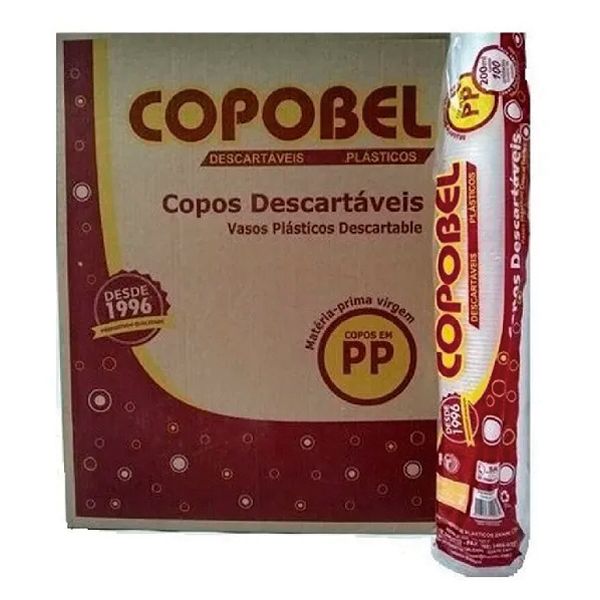 COPOBEL
DESCARTÁVEIS PLÁSTICOS
Copos Descartáveis
Vasos Plásticos Descartable
DESDE
1996
Matéria-prima virgem
COPOS EM
PP
200ml
100
PP
COPOBEL
DESCARTÁVEIS PLÁSTICOS
Copos Descartáveis
DESDE
1996